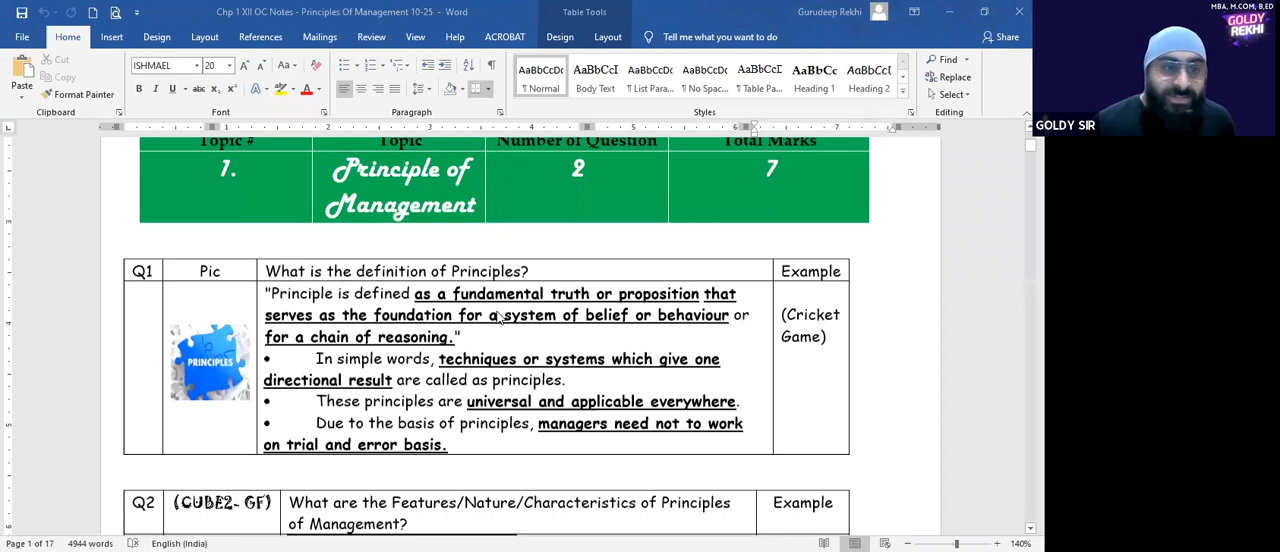 Chp 1 XII OC Notes - Principles Of Management 10-25 - Word
Table Tools
Gurudeep Rekhi
File Home Insert Design Layout References Mailings Review View Help ACROBAT Design Layout Tell me what you want to do Share
Paste
Cut
Copy
Format Painter
Clipboard
ISHMAEL 20
Font
Paragraph
AaBbCcDc AaBbCcDc AaBbCcDc AaBbCcDc AaBbCcDc AaBbCc AaBbCcL
¶ Normal Body Text ¶ List Para... ¶ No Spac... ¶ Table Pa... Heading 1 Heading 2
Styles
Find
Replace
Select
Editing
MBA, M.COM, B,ED
GOLDY
REKHI
GOLDY SIR
Topic # Topic Number of Question Total Marks
1. Principle of 2 7
Management
Q1 Pic What is the definition of Principles? Example
"Principle is defined as a fundamental truth or proposition that
serves as the foundation for a system of belief or behaviour or
for a chain of reasoning."
• In simple words, techniques or systems which give one
directional result are called as principles.
• These principles are universal and applicable everywhere.
• Due to the basis of principles, managers need not to work
on trial and error basis.
PRINCIPLES
(Cricket
Game)
Q2 (CUBE2- GF) What are the Features/Nature/Characteristics of Principles Example
of Management?
Page 1 of 17 4944 words English (India) 140%